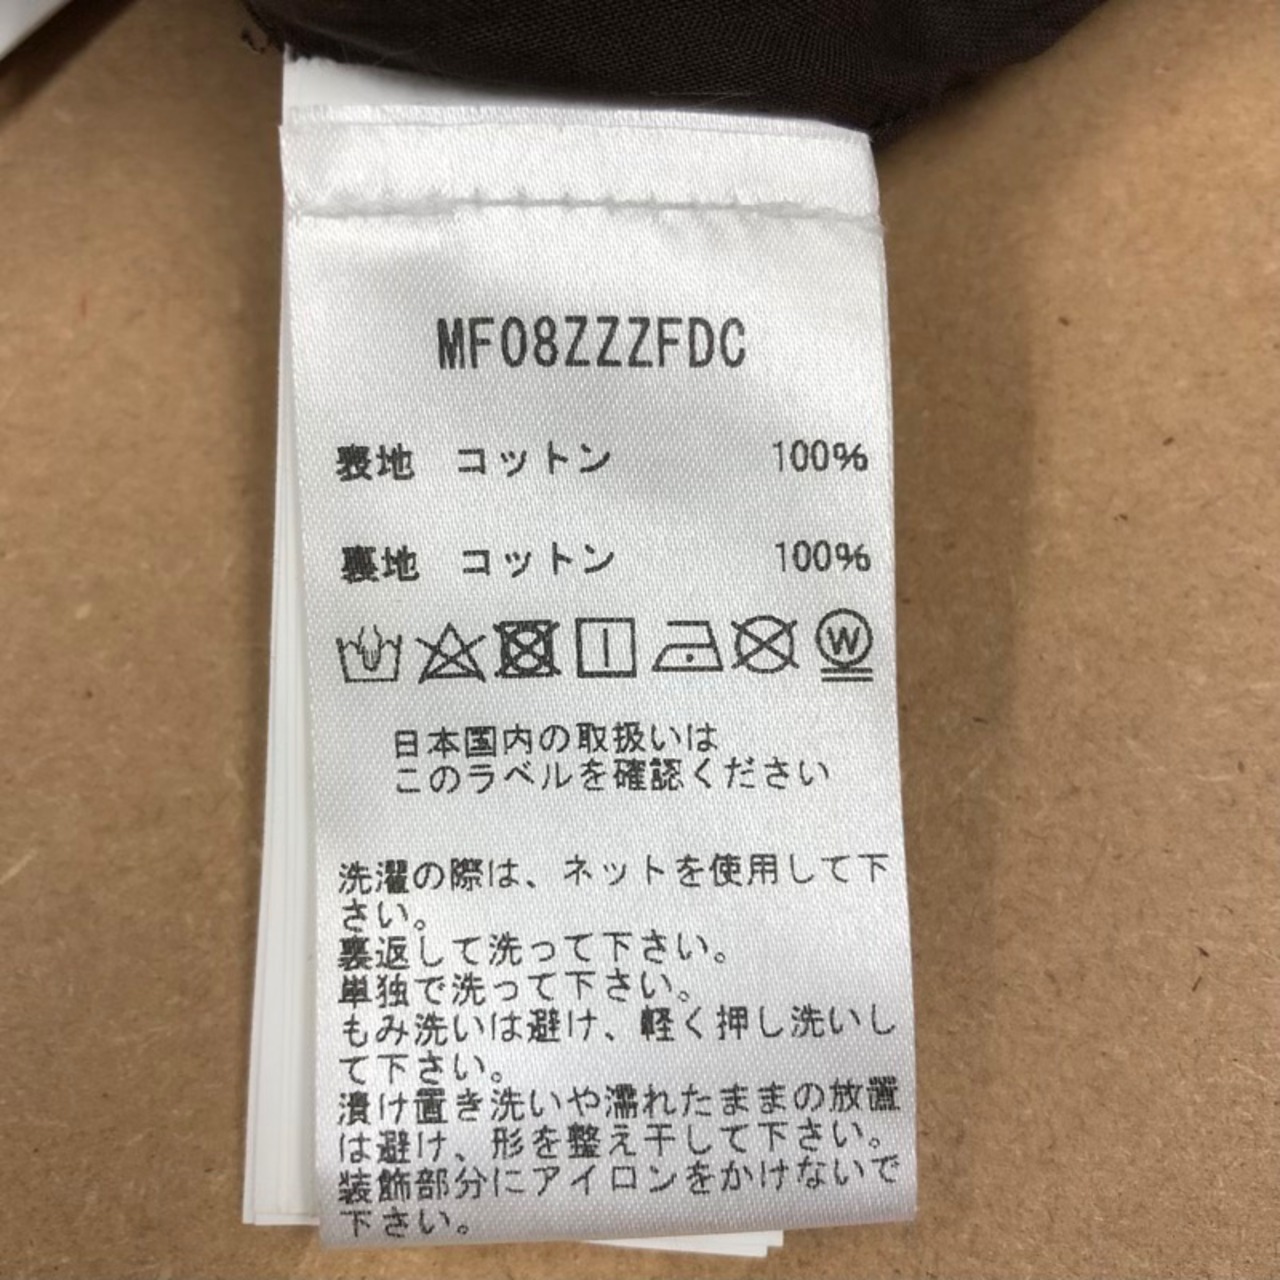 MF08ZZZFDC
表地 コットン 100%
裏地 コットン 100%
W
日本国内の取扱いは
このラベルを確認ください
洗濯の際は、ネットを使用して下
さい。
裏返して洗って下さい。
単独で洗って下さい。
もみ洗いは避け、軽く押し洗いし
て下さい。
漬け置き洗いや濡れたままの放置
は避け、形を整え干して下さい。
装飾部分にアイロンをかけないで
下さい。